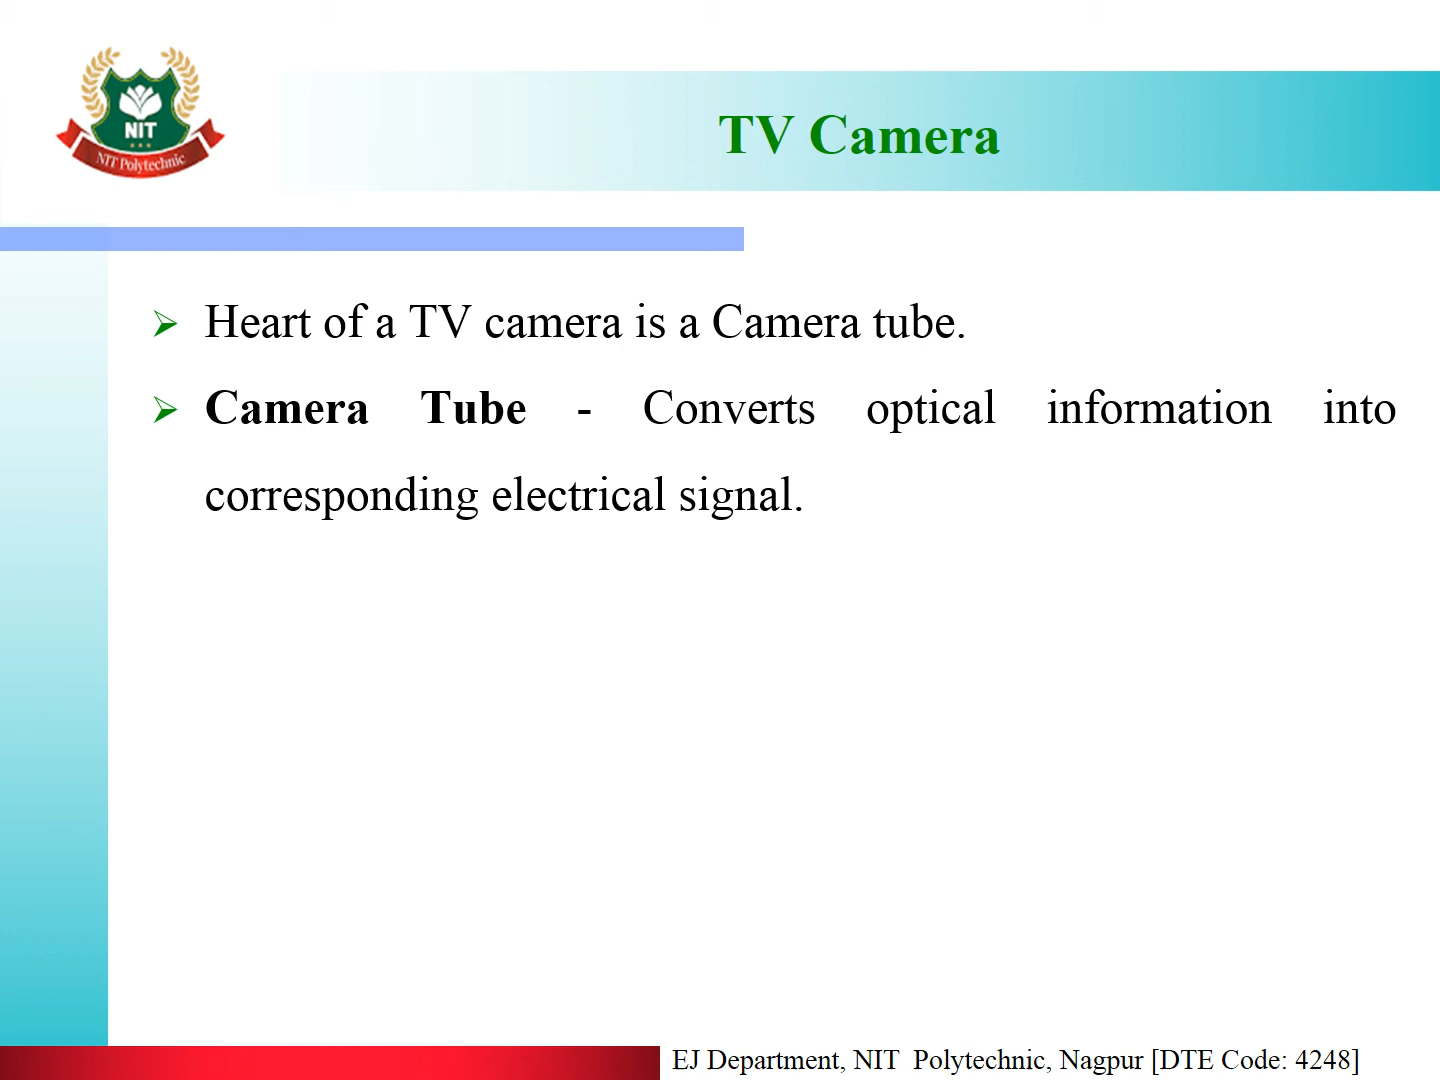 NIT
NIT Polytechnic
TV Camera
Heart of a TV camera is a Camera tube.
Camera Tube - Converts optical information into
corresponding electrical signal.
EJ Department, NIT Polytechnic, Nagpur [DTE Code: 4248]